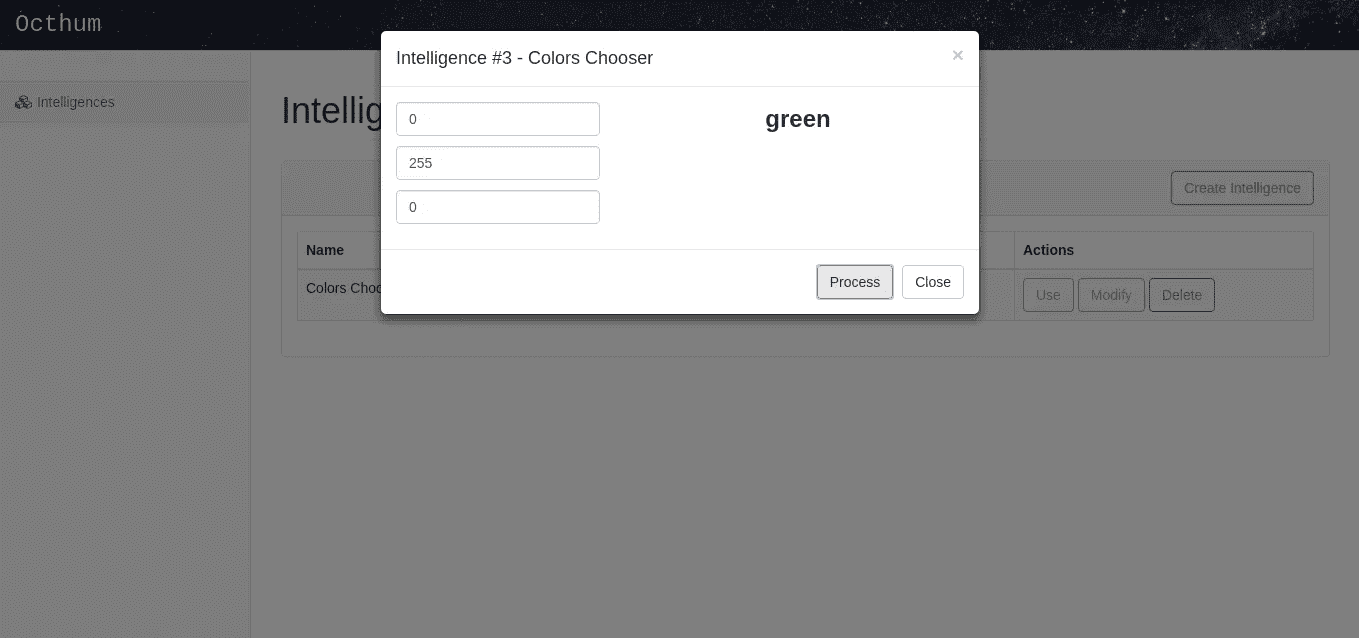 Octhum
Intelligences
Intellig
Intelligence #3 - Colors Chooser
×
0
255
0
green
Process
Close
Create Intelligence
Name
Actions
Colors Choo
Use
Modify
Delete